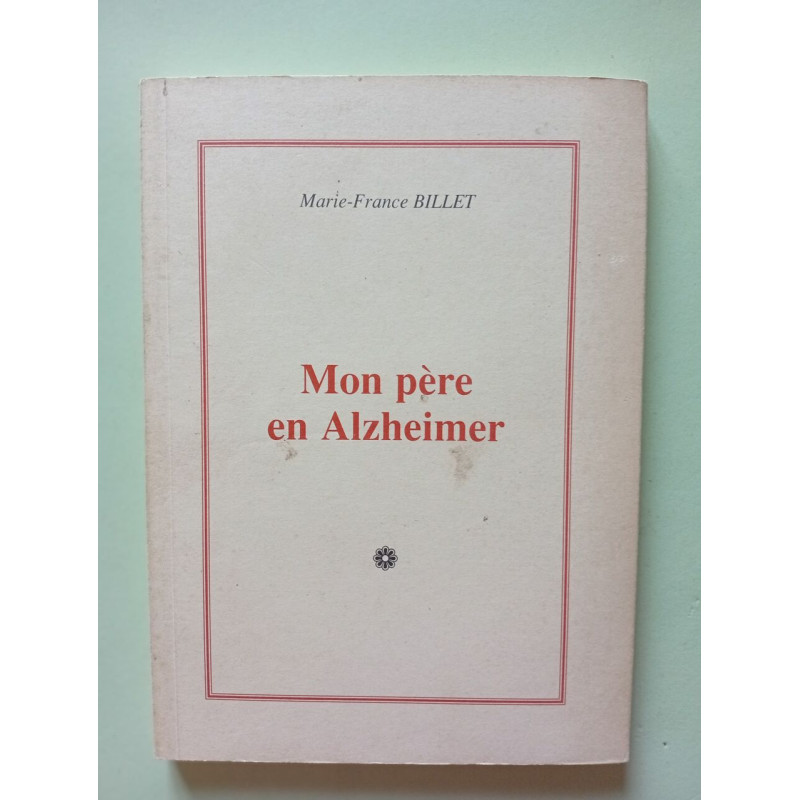 Marie-France BILLET
Mon père
en Alzheimer